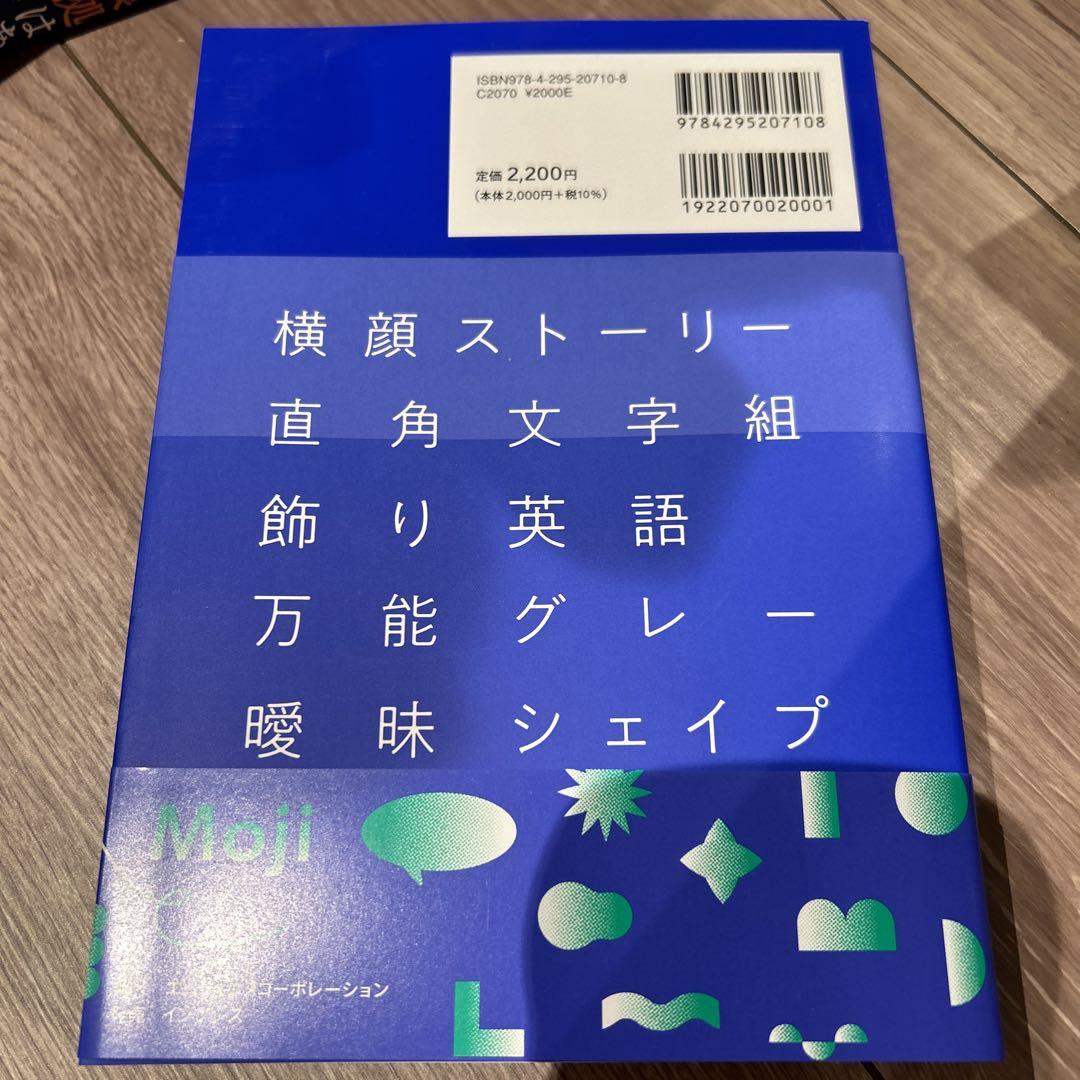 ISBN978-4-295-20710-8
C2070 ¥2000E
9784295207108
定価 2,200円
(本体2,000円+税10%)
1922070020001
横顔ストーリー
直角文字組
飾り英語
万能グレー
曖昧シェイプ
Moji
コーポレーション